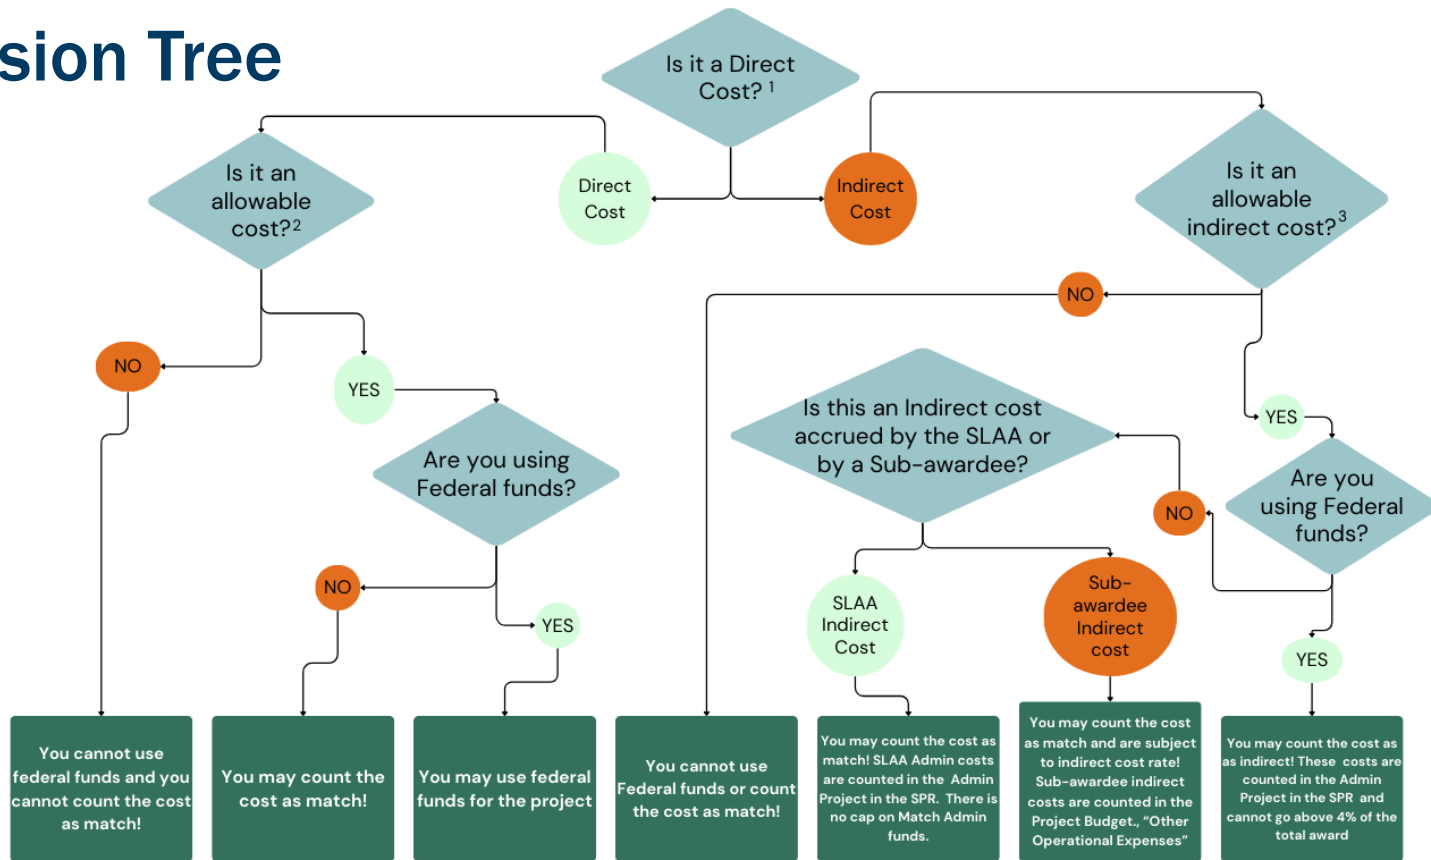 sion Tree
Is it a Direct
Cost? 1
Direct
Cost
Indirect
Cost
Is it an
allowable
cost?2
NO
YES
Are you using
Federal funds?
NO
YES
Is it an
allowable
indirect cost?3
NO
YES
Are you
using Federal
funds?
NO
YES
Is this an Indirect cost
accrued by the SLAA or
by a Sub-awardee?
SLAA
Indirect
Cost
Sub-
awardee
Indirect
cost
You cannot use
federal funds and you
cannot count the cost
as match!
You may count the
cost as match!
You may use federal
funds for the project
You cannot use
Federal funds or count
the cost as match!
You may count the cost as
match! SLAA Admin costs
are counted in the Admin
Project in the SPR. There is
no cap on Match Admin
funds.
You may count the cost
as match and are subject
to indirect cost rate!
Sub-awardee indirect
costs are counted in the
Project Budget., “Other
Operational Expenses”
You may count the cost as
as indirect! These costs are
counted in the Admin
Project in the SPR and
cannot go above 4% of the
total award